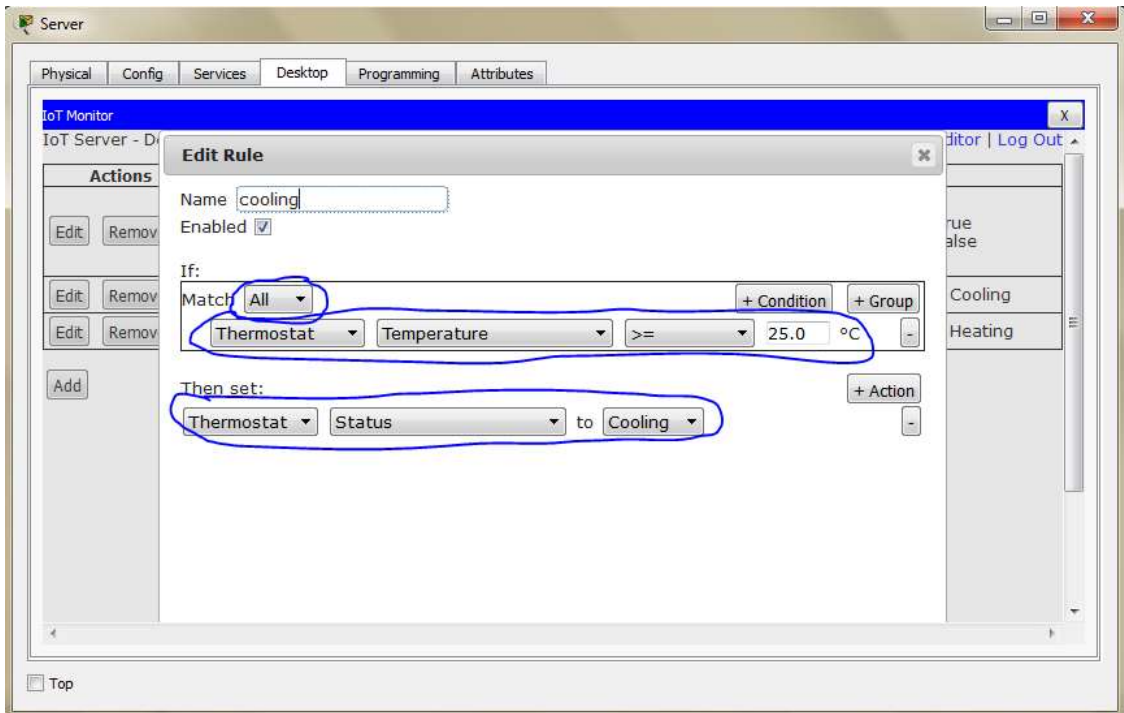 Server
Physical Config Services Desktop Programming Attributes
IoT Monitor X
IoT Server - De
ditor | Log Out
Edit Rule
Actions
Name cooling
Enabled
Edit Remov
rue
alse
If:
Match All + Condition + Group
Edit Remov
Cooling
Thermostat Temperature >= 25.0 °C -
Edit Remov
Heating
Add
Then set: + Action
Thermostat Status to Cooling -
Top